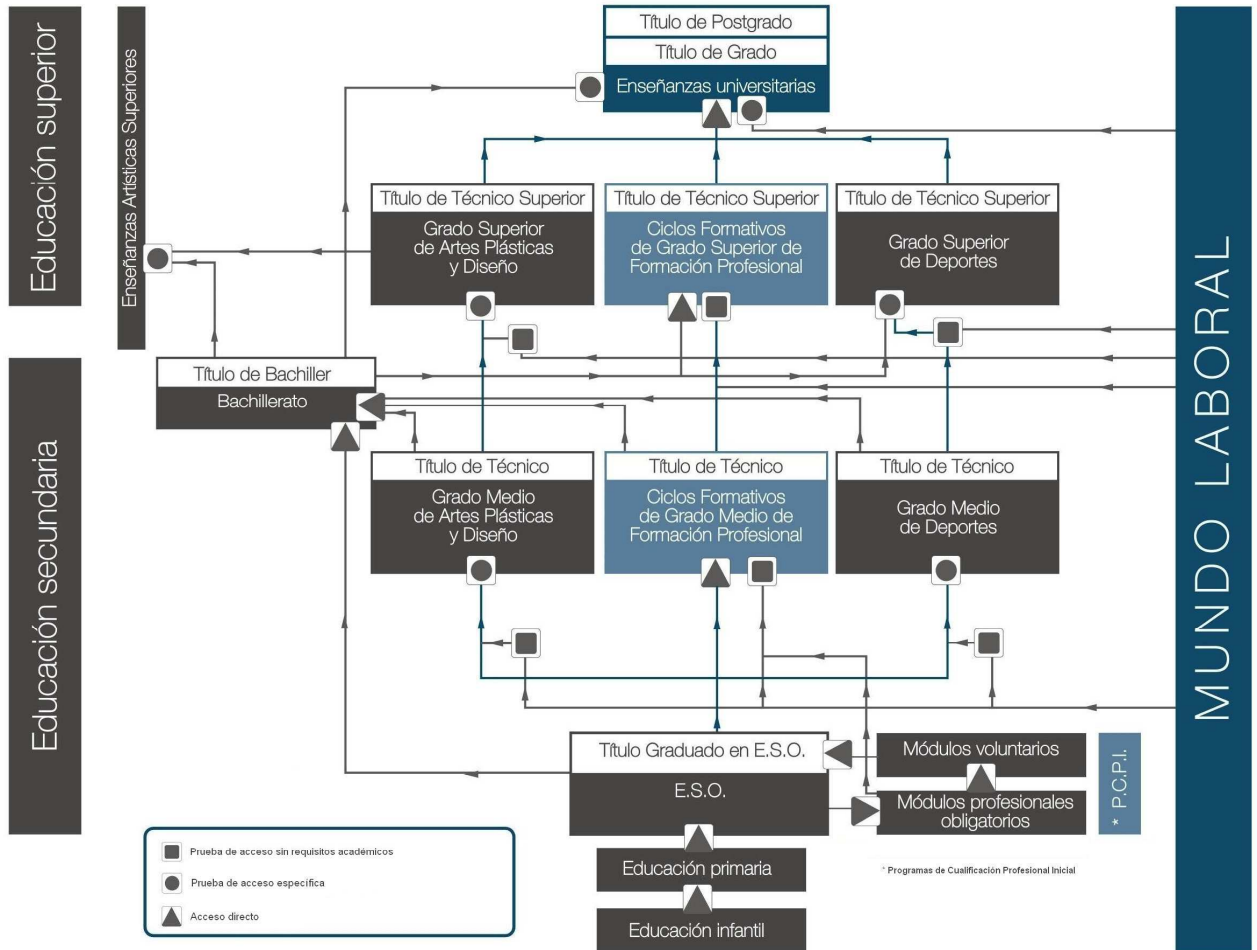 Educación superior
Enseñanzas Artísticas Superiores
Título de Postgrado
Título de Grado
Enseñanzas universitarias
Título de Técnico Superior
Grado Superior
de Artes Plásticas
y Diseño
Título de Técnico Superior
Ciclos Formativos
de Grado Superior de
Formación Profesional
Título de Técnico Superior
Grado Superior
de Deportes
MUNDO LABORAL
Educación secundaria
Título de Bachiller
Bachillerato
Título de Técnico
Grado Medio
de Artes Plásticas
y Diseño
Título de Técnico
Ciclos Formativos
de Grado Medio de
Formación Profesional
Título de Técnico
Grado Medio
de Deportes
Título Graduado en E.S.O.
E.S.O.
Módulos voluntarios
Módulos profesionales
obligatorios
* P.C.P.I.
Educación primaria
Educación infantil
* Programas de Cualificación Profesional Inicial
Prueba de acceso sin requisitos académicos
Prueba de acceso específica
Acceso directo